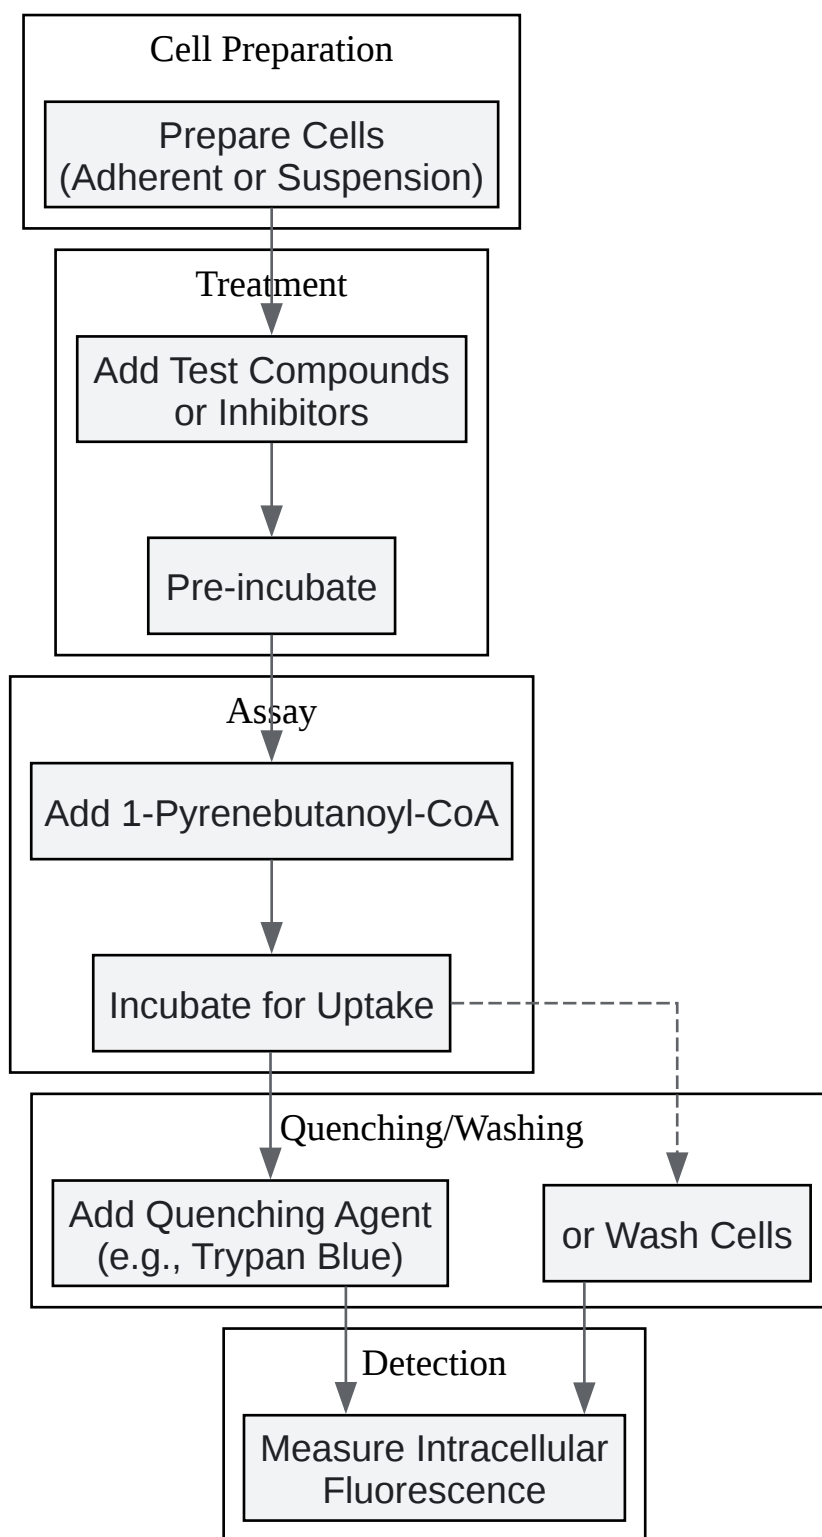 Cell Preparation
Prepare Cells
(Adherent or Suspension)
Treatment
Add Test Compounds
or Inhibitors
Pre-incubate
Assay
Add 1-Pyrenebutanoyl-CoA
Incubate for Uptake
Quenching/Washing
Add Quenching Agent
(e.g., Trypan Blue)
or Wash Cells
Detection
Measure Intracellular
Fluorescence